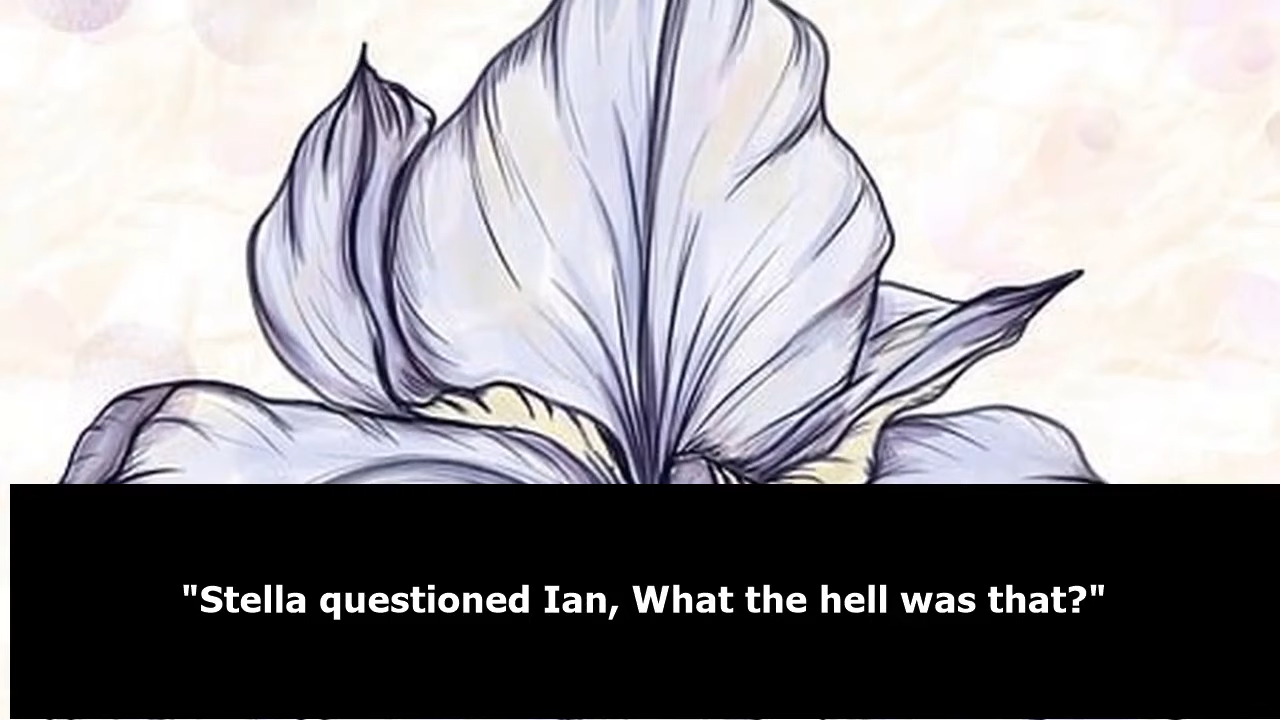 "Stella questioned Ian, What the hell was that?"